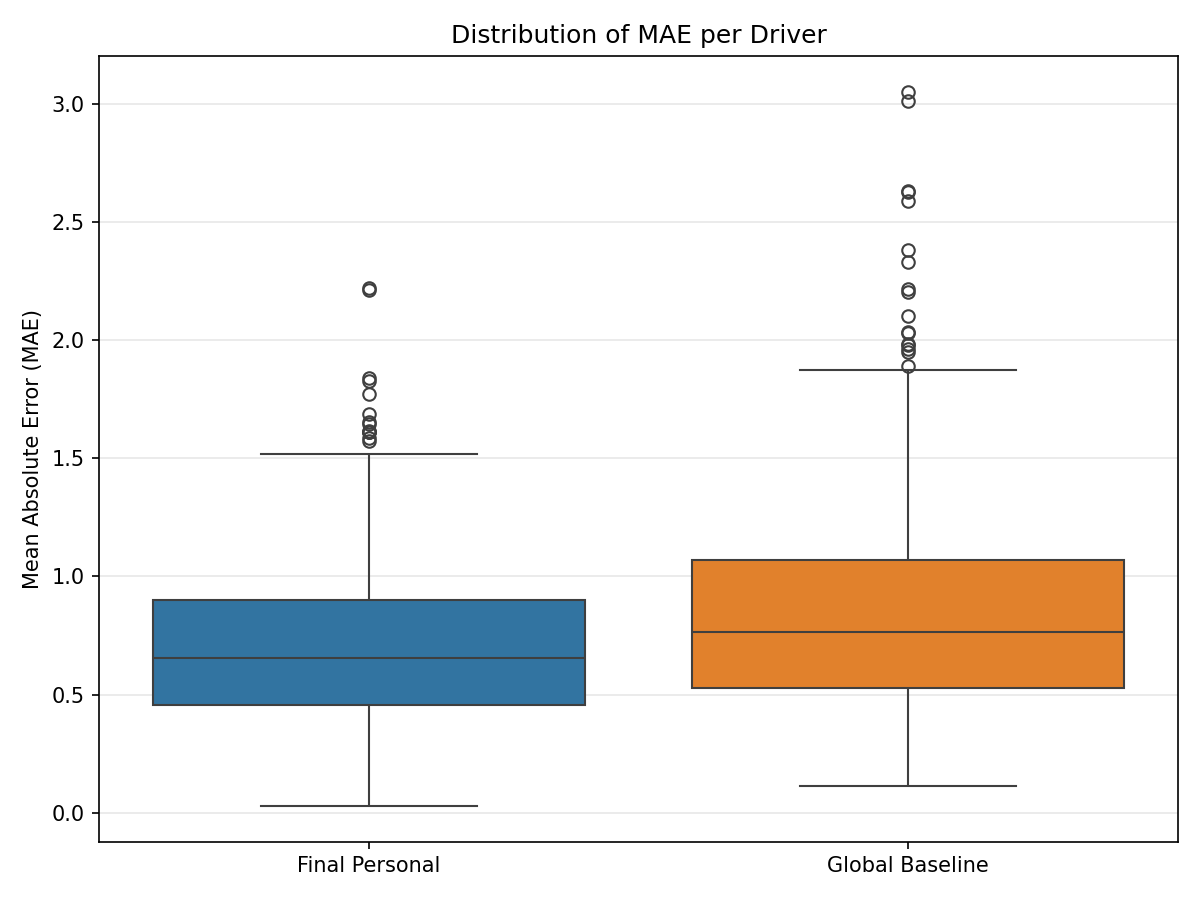 Distribution of MAE per Driver
Mean Absolute Error (MAE)
3.0
2.5
2.0
1.5
1.0
0.5
0.0
Final Personal
Global Baseline